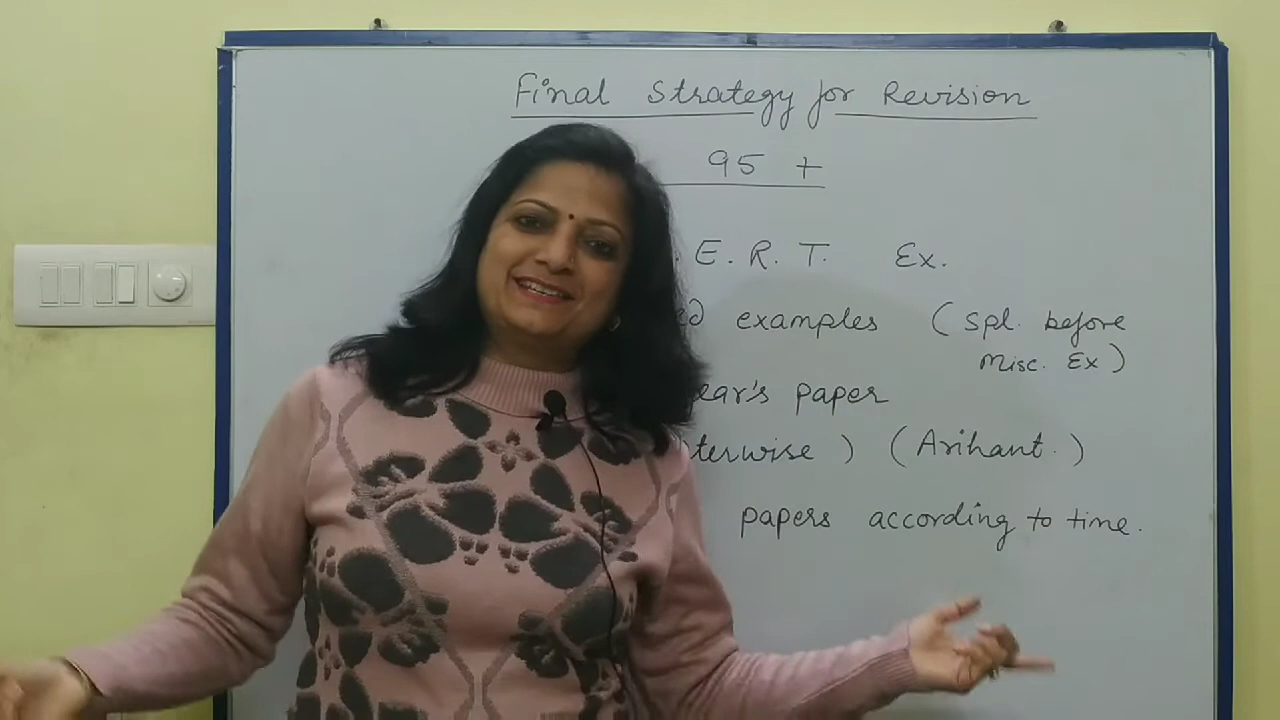 Final Strategy for Revision
95 +
. E. R. T. Ex.
examples ( spl. before
Misc. Ex )
ear's paper
terwise ) ( Arihant. )
papers according to time.